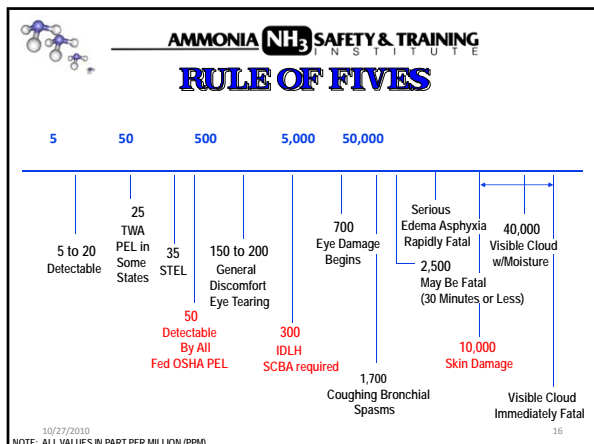 AMMONIA NH3 SAFETY & TRAINING
INSTITUTE
RULE OF FIVES
5 50 500 5,000 50,000
5 to 20
Detectable
25
TWA
PEL in
Some
States
35
STEL
50
Detectable
By All
Fed OSHA PEL
150 to 200
General
Discomfort
Eye Tearing
300
IDLH
SCBA required
700
Eye Damage
Begins
1,700
Coughing Bronchial
Spasms
2,500
May Be Fatal
(30 Minutes or Less)
Serious
Edema Asphyxia
Rapidly Fatal
10,000
Skin Damage
40,000
Visible Cloud
w/Moisture
Visible Cloud
Immediately Fatal
10/27/2010
16
NOTE: ALL VALUES IN PART PER MILLION (PPM)